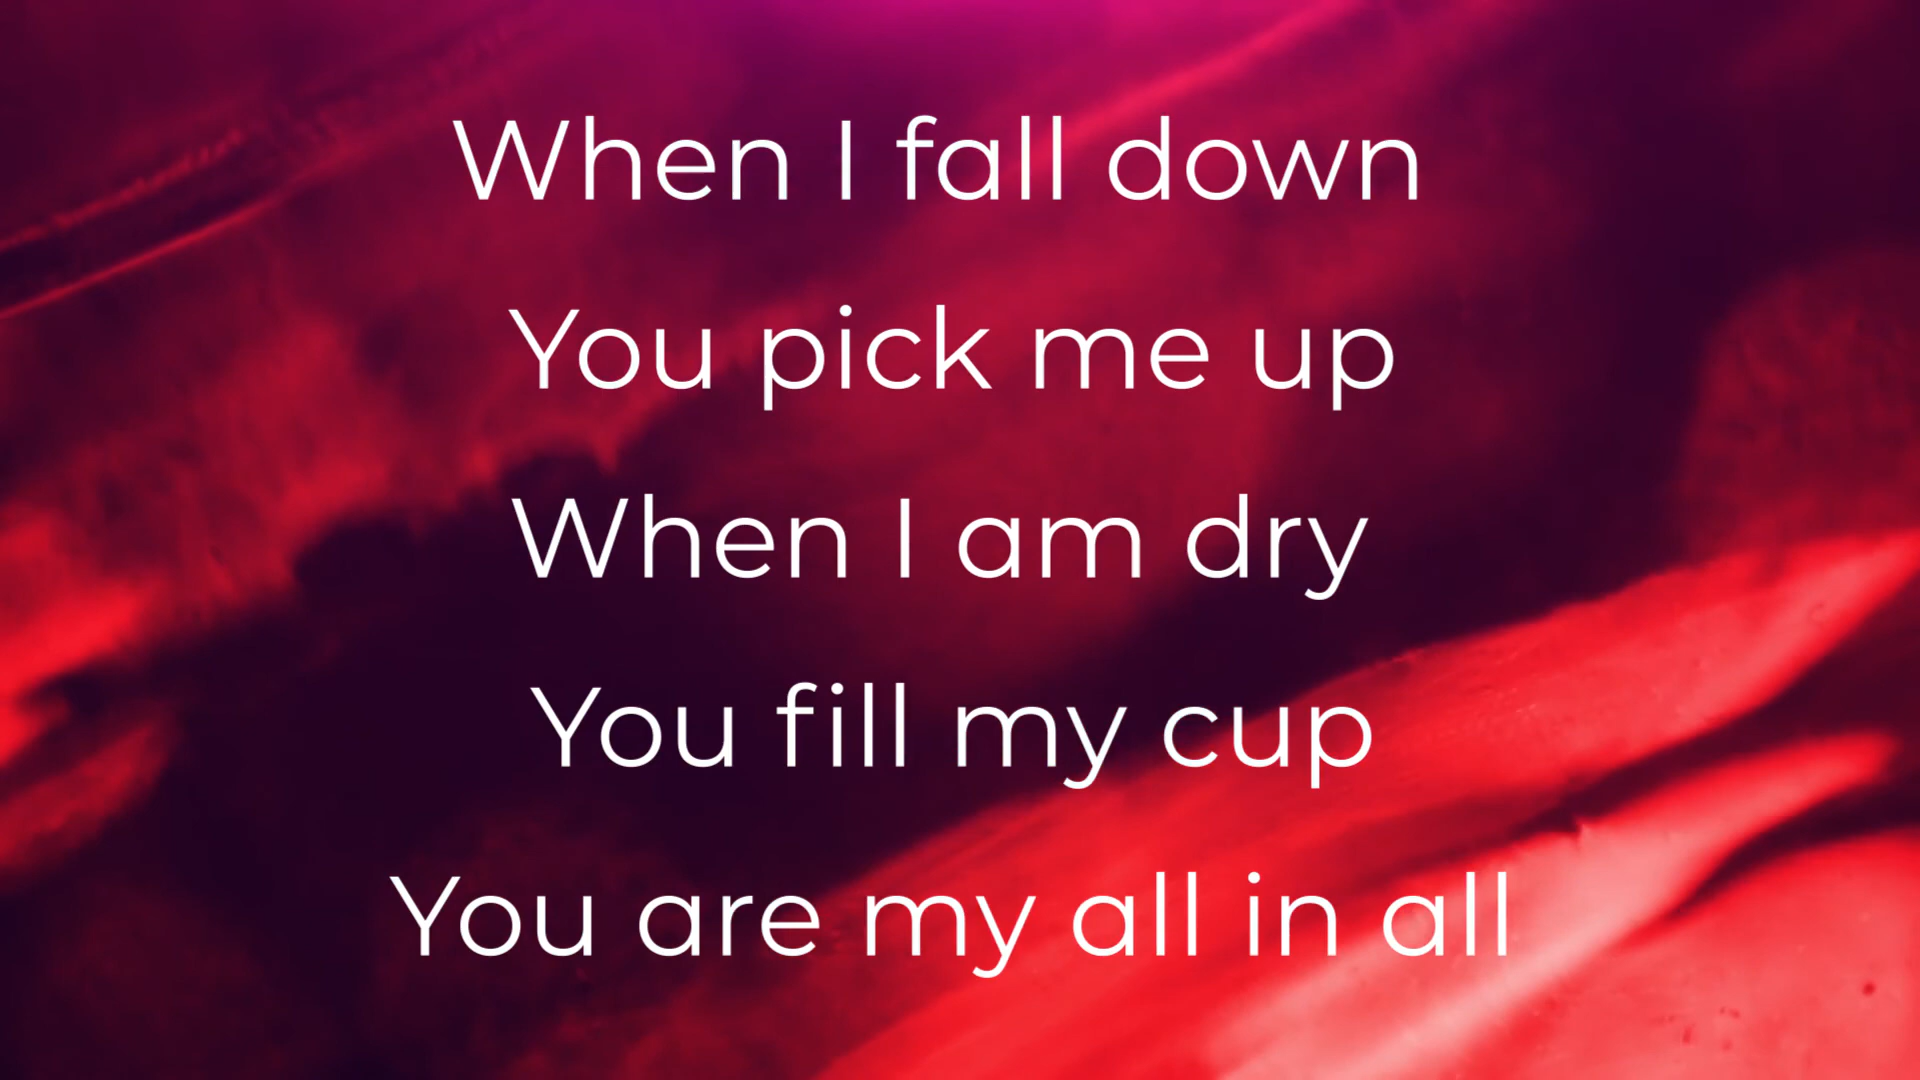 When I fall down
You pick me up
When I am dry
You fill my cup
You are my all in all